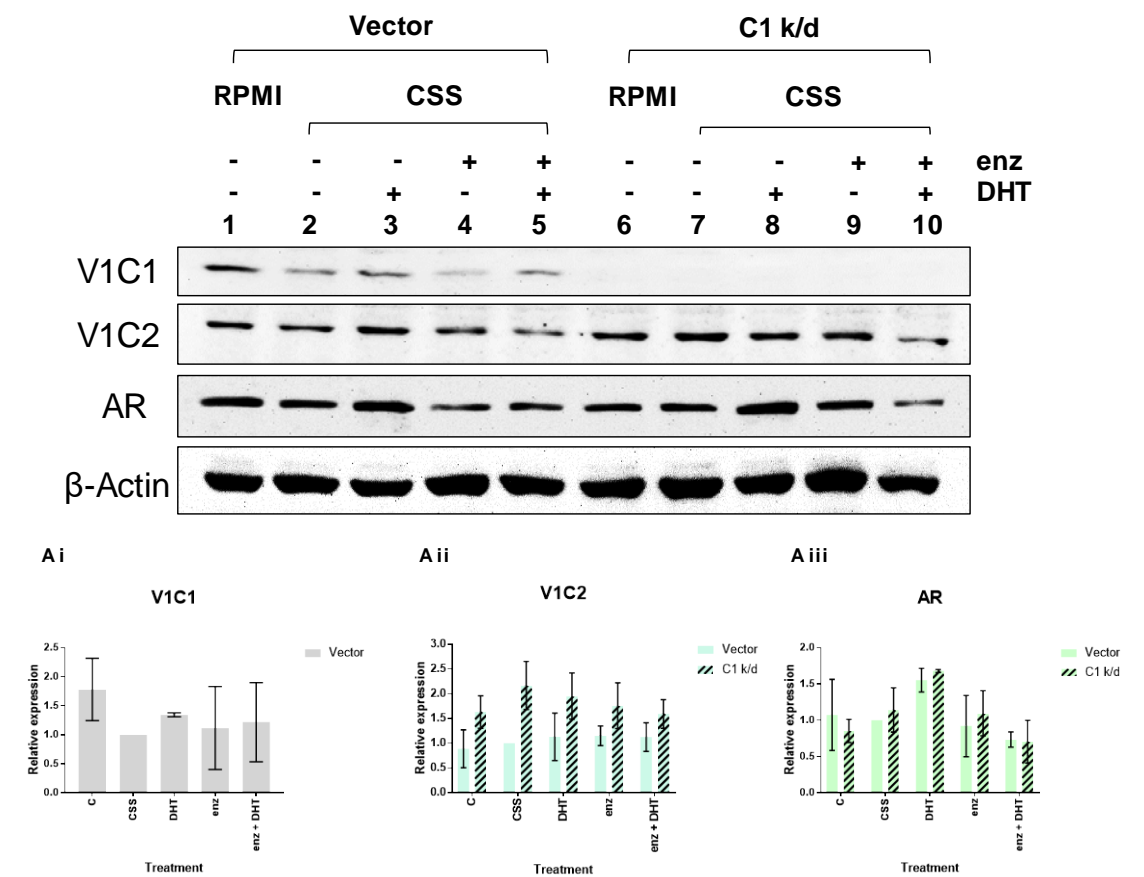 Vector C1 k/d
RPMI CSS RPMI CSS
- - - + + - - - + + enz
- - + - + - - + - + DHT
1 2 3 4 5 6 7 8 9 10
V1C1
V1C2
AR
β-Actin
A i
V1C1
2.5
2.0
1.5
1.0
0.5
0.0
Relative expression
C
CSS
DHT
enz
enz + DHT
Treatment
Vector
A ii
V1C2
3.0
2.5
2.0
1.5
1.0
0.5
0.0
Relative expression
C
CSS
DHT
enz
enz + DHT
Treatment
Vector
C1 k/d
A iii
AR
2.0
1.5
1.0
0.5
0.0
Relative expression
C
CSS
DHT
enz
enz + DHT
Treatment
Vector
C1 k/d